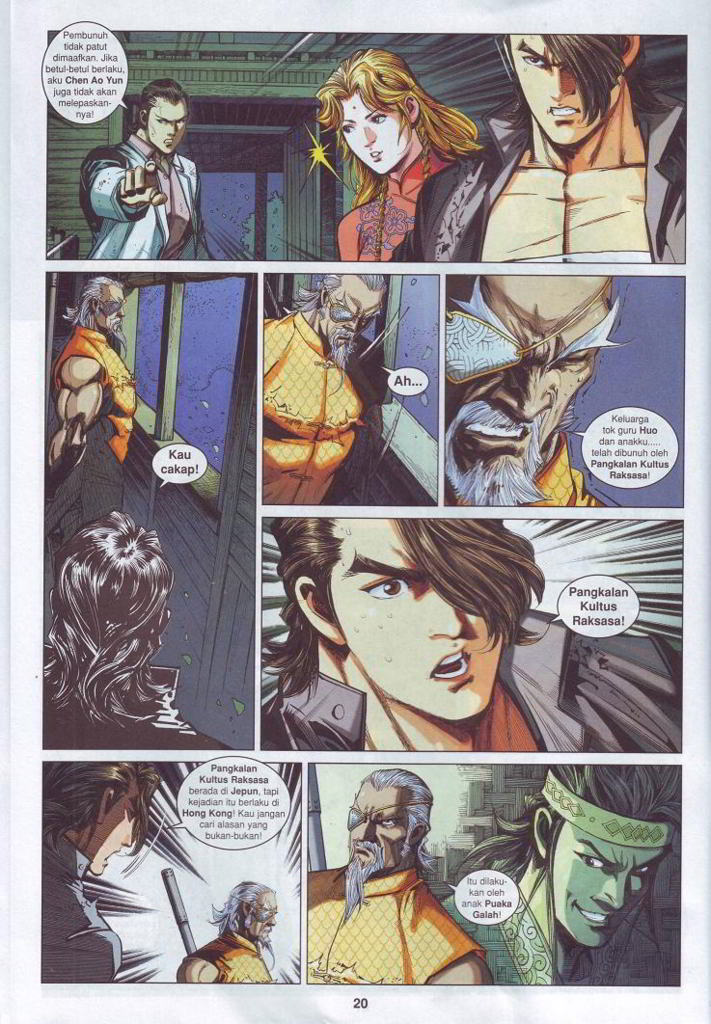 Pembunuh
tidak patut
dimaafkan. Jika
betul-betul berlaku,
aku Chen Ao Yun
juga tidak akan
melepaskan-
nya!
Kau
cakap!
Ah...
Keluarga
tok guru Huo
dan anakku.....
telah dibunuh oleh
Pangkalan Kultus
Raksasa!
Pangkalan
Kultus
Raksasa!
Pangkalan
Kultus Raksasa
berada di Jepun, tapi
kejadian itu berlaku di
Hong Kong! Kau jangan
cari alasan yang
bukan-bukan!
Itu dilaku-
kan oleh
anak Puaka
Galah!
20